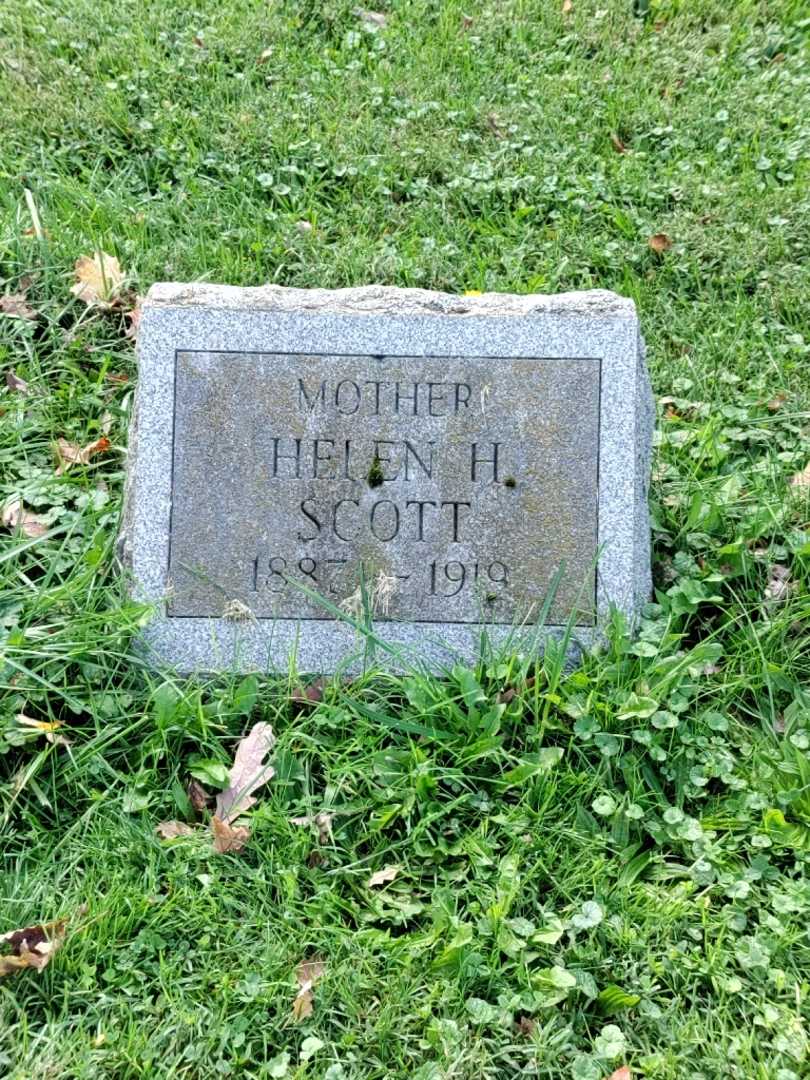 MOTHER
HELEN H.
SCOTT
1887 - 1919